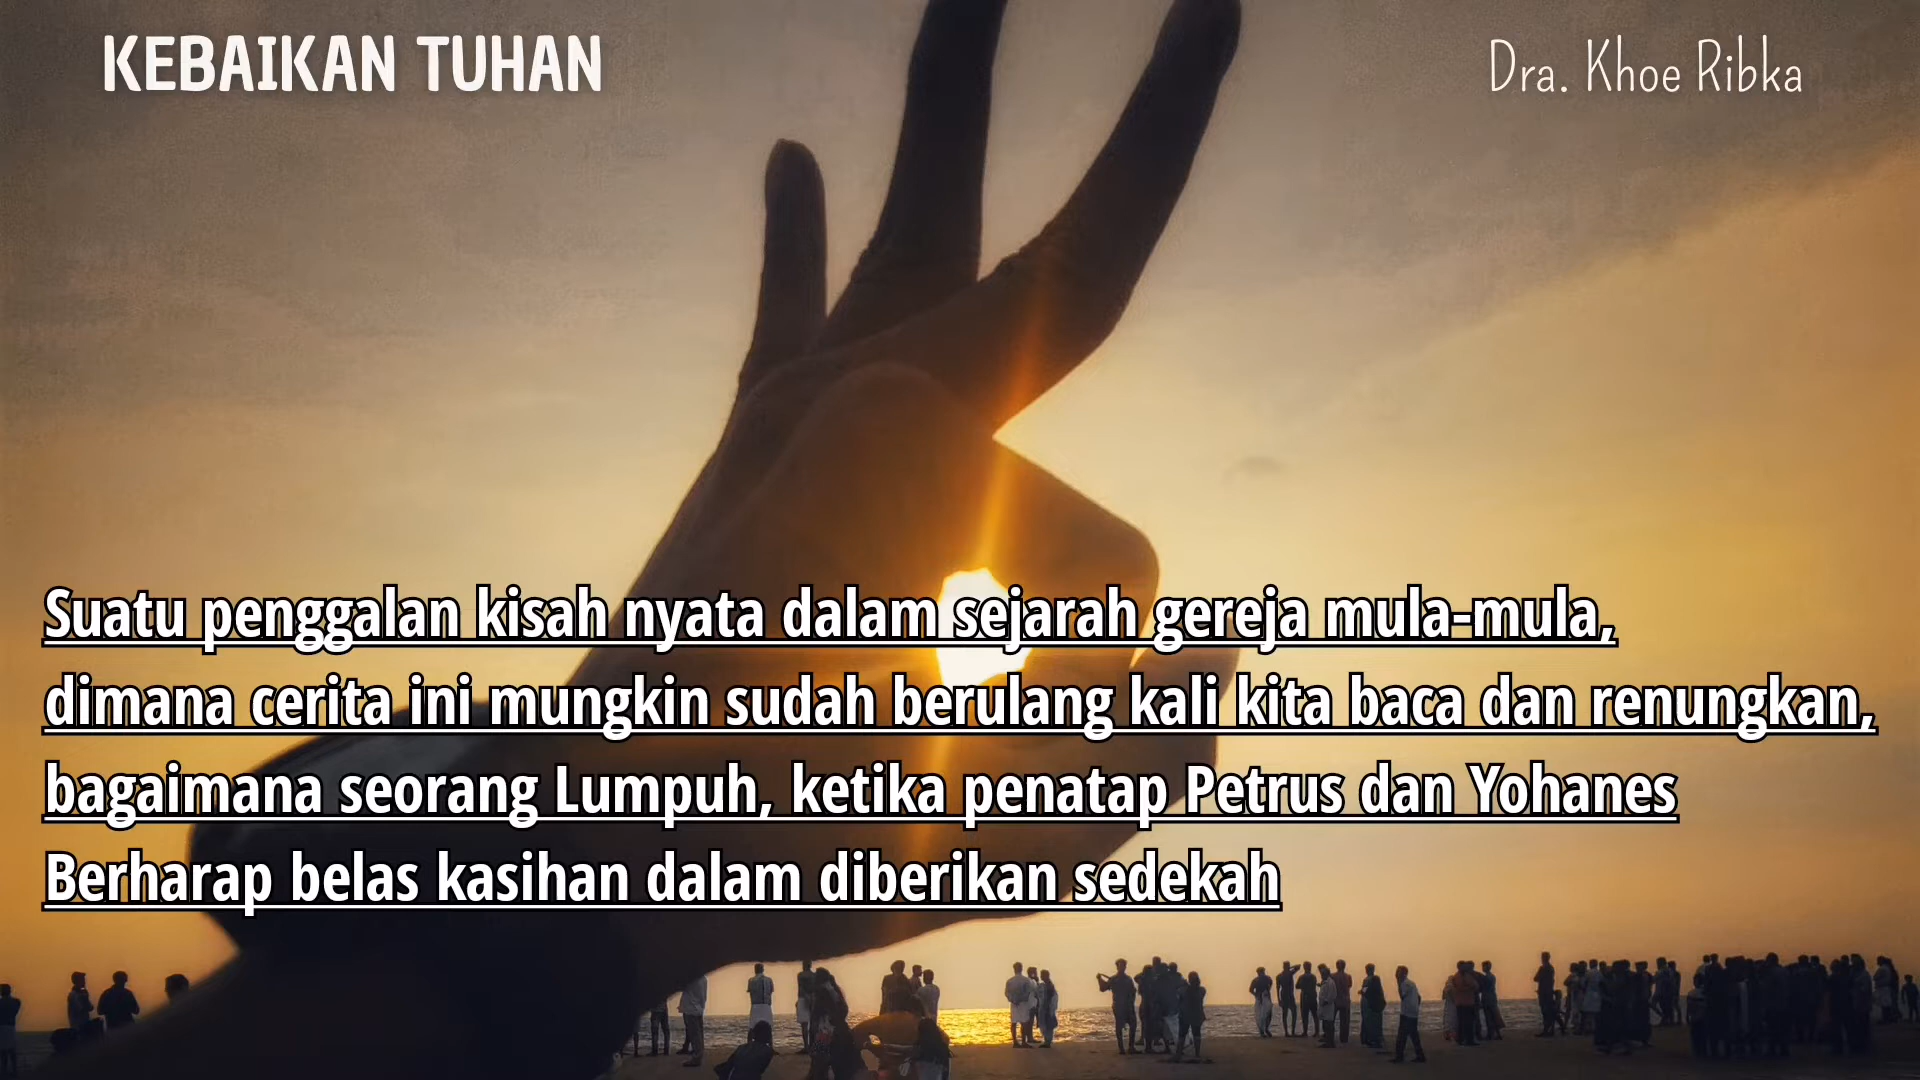 KEBAIKAN TUHAN
Dra. Khoe Ribka
Suatu penggalan kisah nyata dalam sejarah gereja mula-mula,
dimana cerita ini mungkin sudah berulang kali kita baca dan renungkan,
bagaimana seorang Lumpuh, ketika penatap Petrus dan Yohanes
Berharap belas kasihan dalam diberikan sedekah